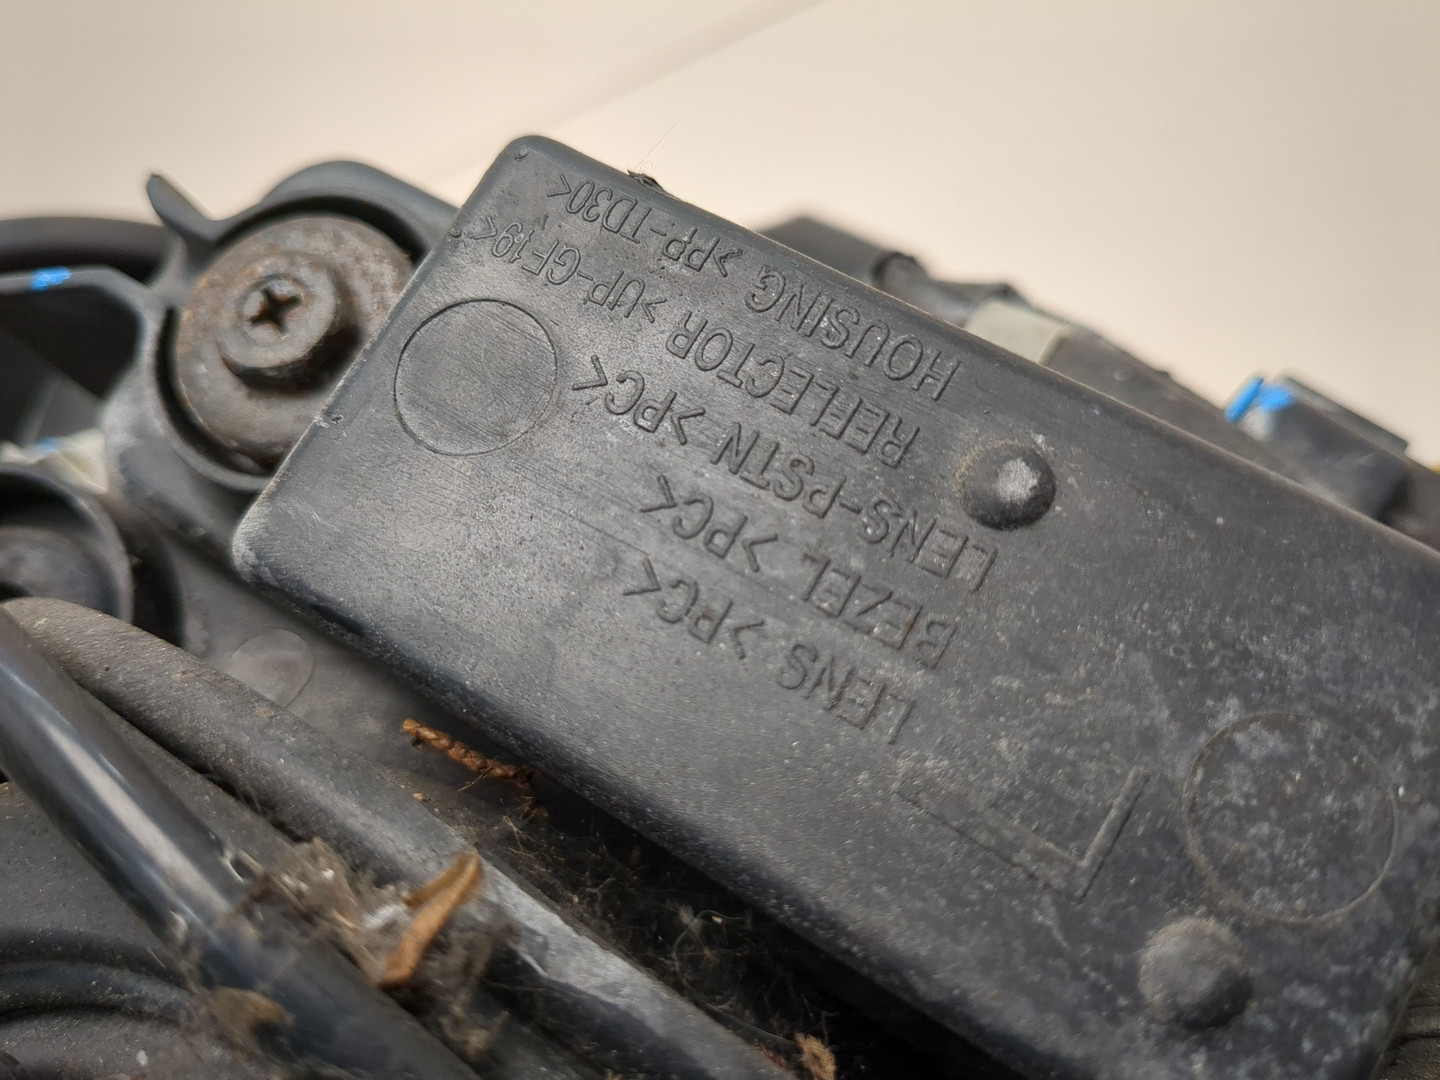 L
LENS >PC<
BEZEL >PC<
LENS-PSTN >PC<
REFLECTOR >UP-GF19<
HOUSING >PP-TD30<